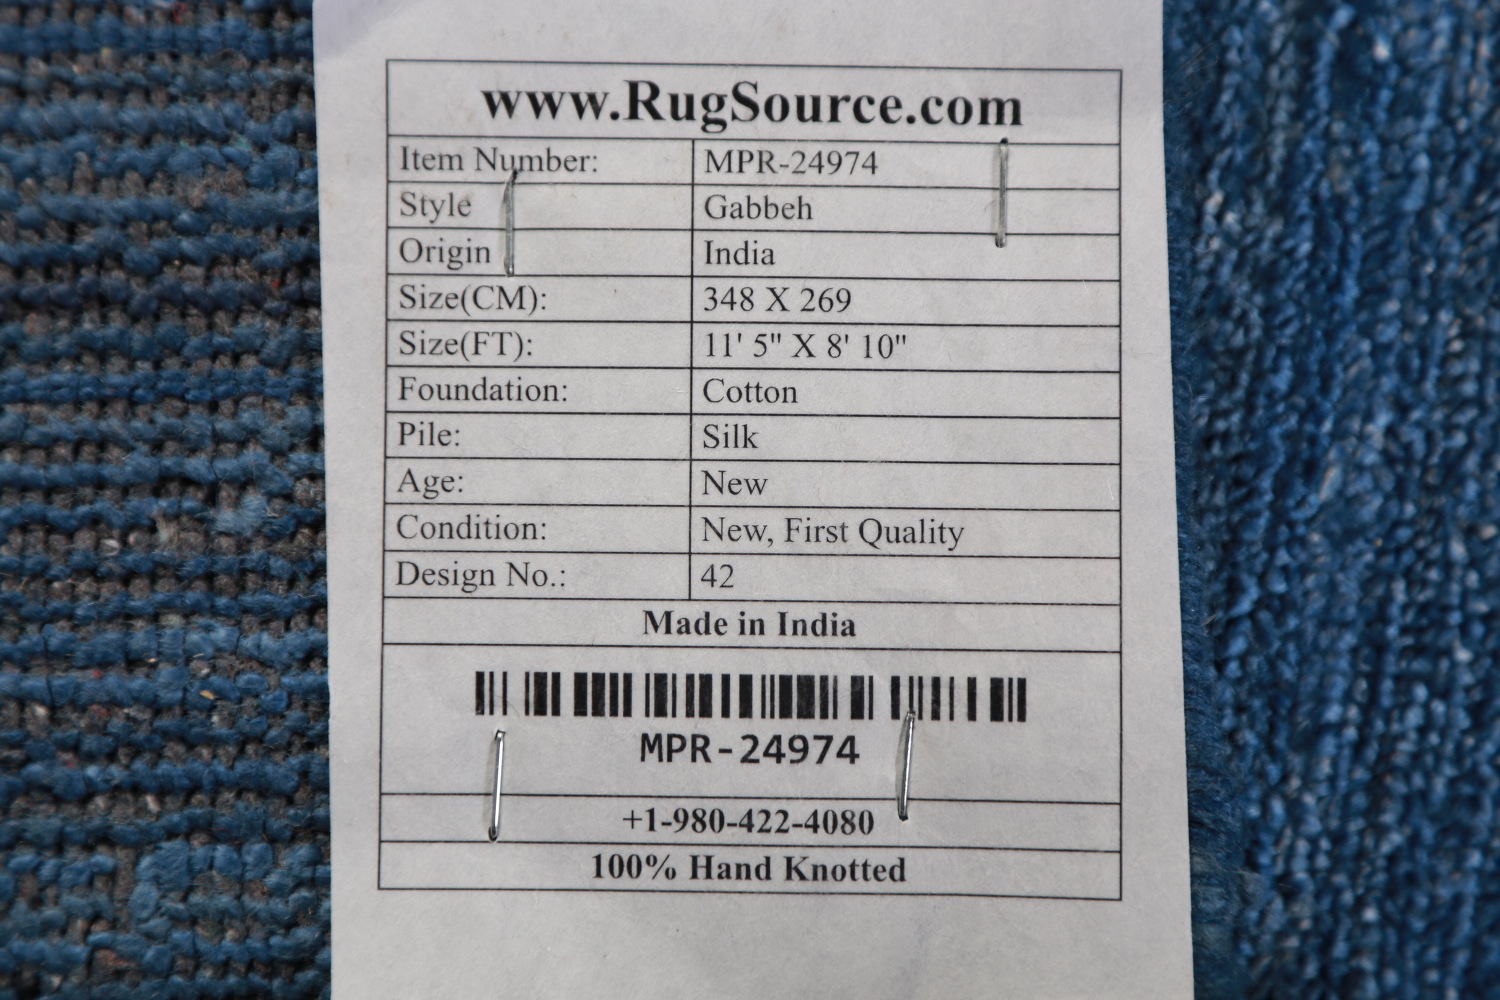 www.RugSource.com
Item Number: MPR-24974
Style Gabbeh
Origin India
Size(CM): 348 X 269
Size(FT): 11' 5" X 8' 10"
Foundation: Cotton
Pile: Silk
Age: New
Condition: New, First Quality
Design No.: 42
Made in India
MPR-24974
+1-980-422-4080
100% Hand Knotted